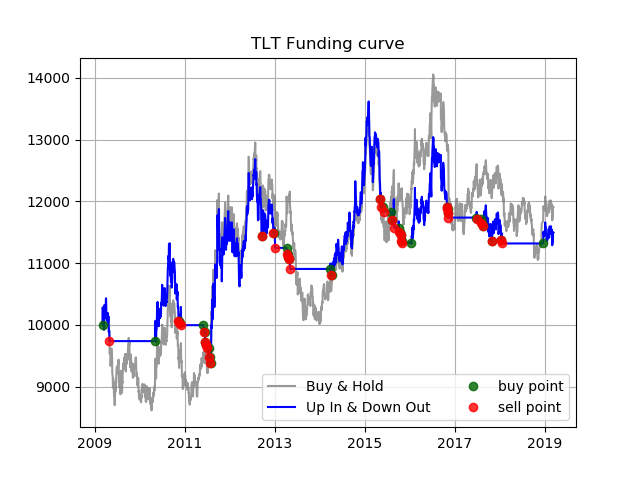 TLT Funding curve
14000
13000
12000
11000
10000
9000
Buy & Hold
Up In & Down Out
buy point
sell point
2009 2011 2013 2015 2017 2019